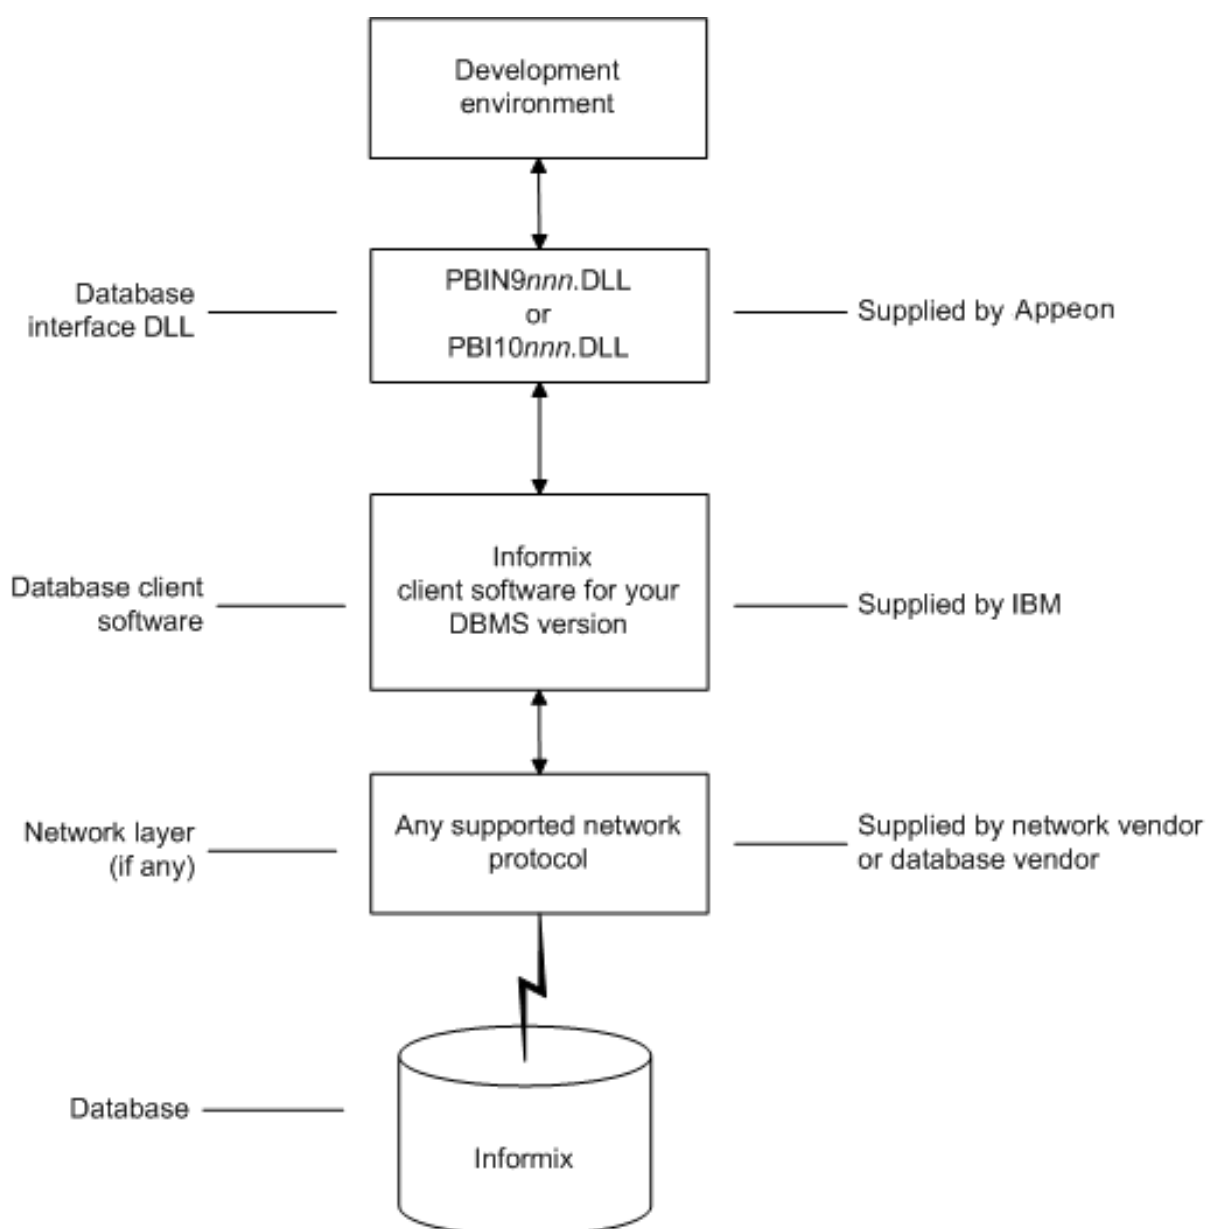 Development
environment
Database
interface DLL
PBIN9nnn.DLL
or
PBI10nnn.DLL
Supplied by Appeon
Database client
software
Informix
client software for your
DBMS version
Supplied by IBM
Network layer
(if any)
Any supported network
protocol
Supplied by network vendor
or database vendor
Database
Informix